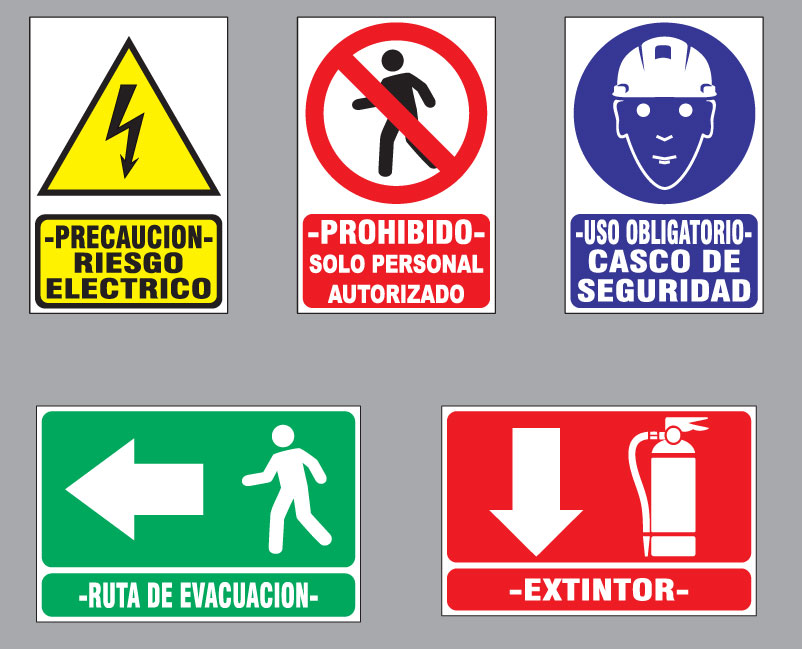 -PRECAUCION-
RIESGO
ELECTRICO
-PROHIBIDO-
SOLO PERSONAL
AUTORIZADO
-USO OBLIGATORIO-
CASCO DE
SEGURIDAD
-RUTA DE EVACUACION-
-EXTINTOR-